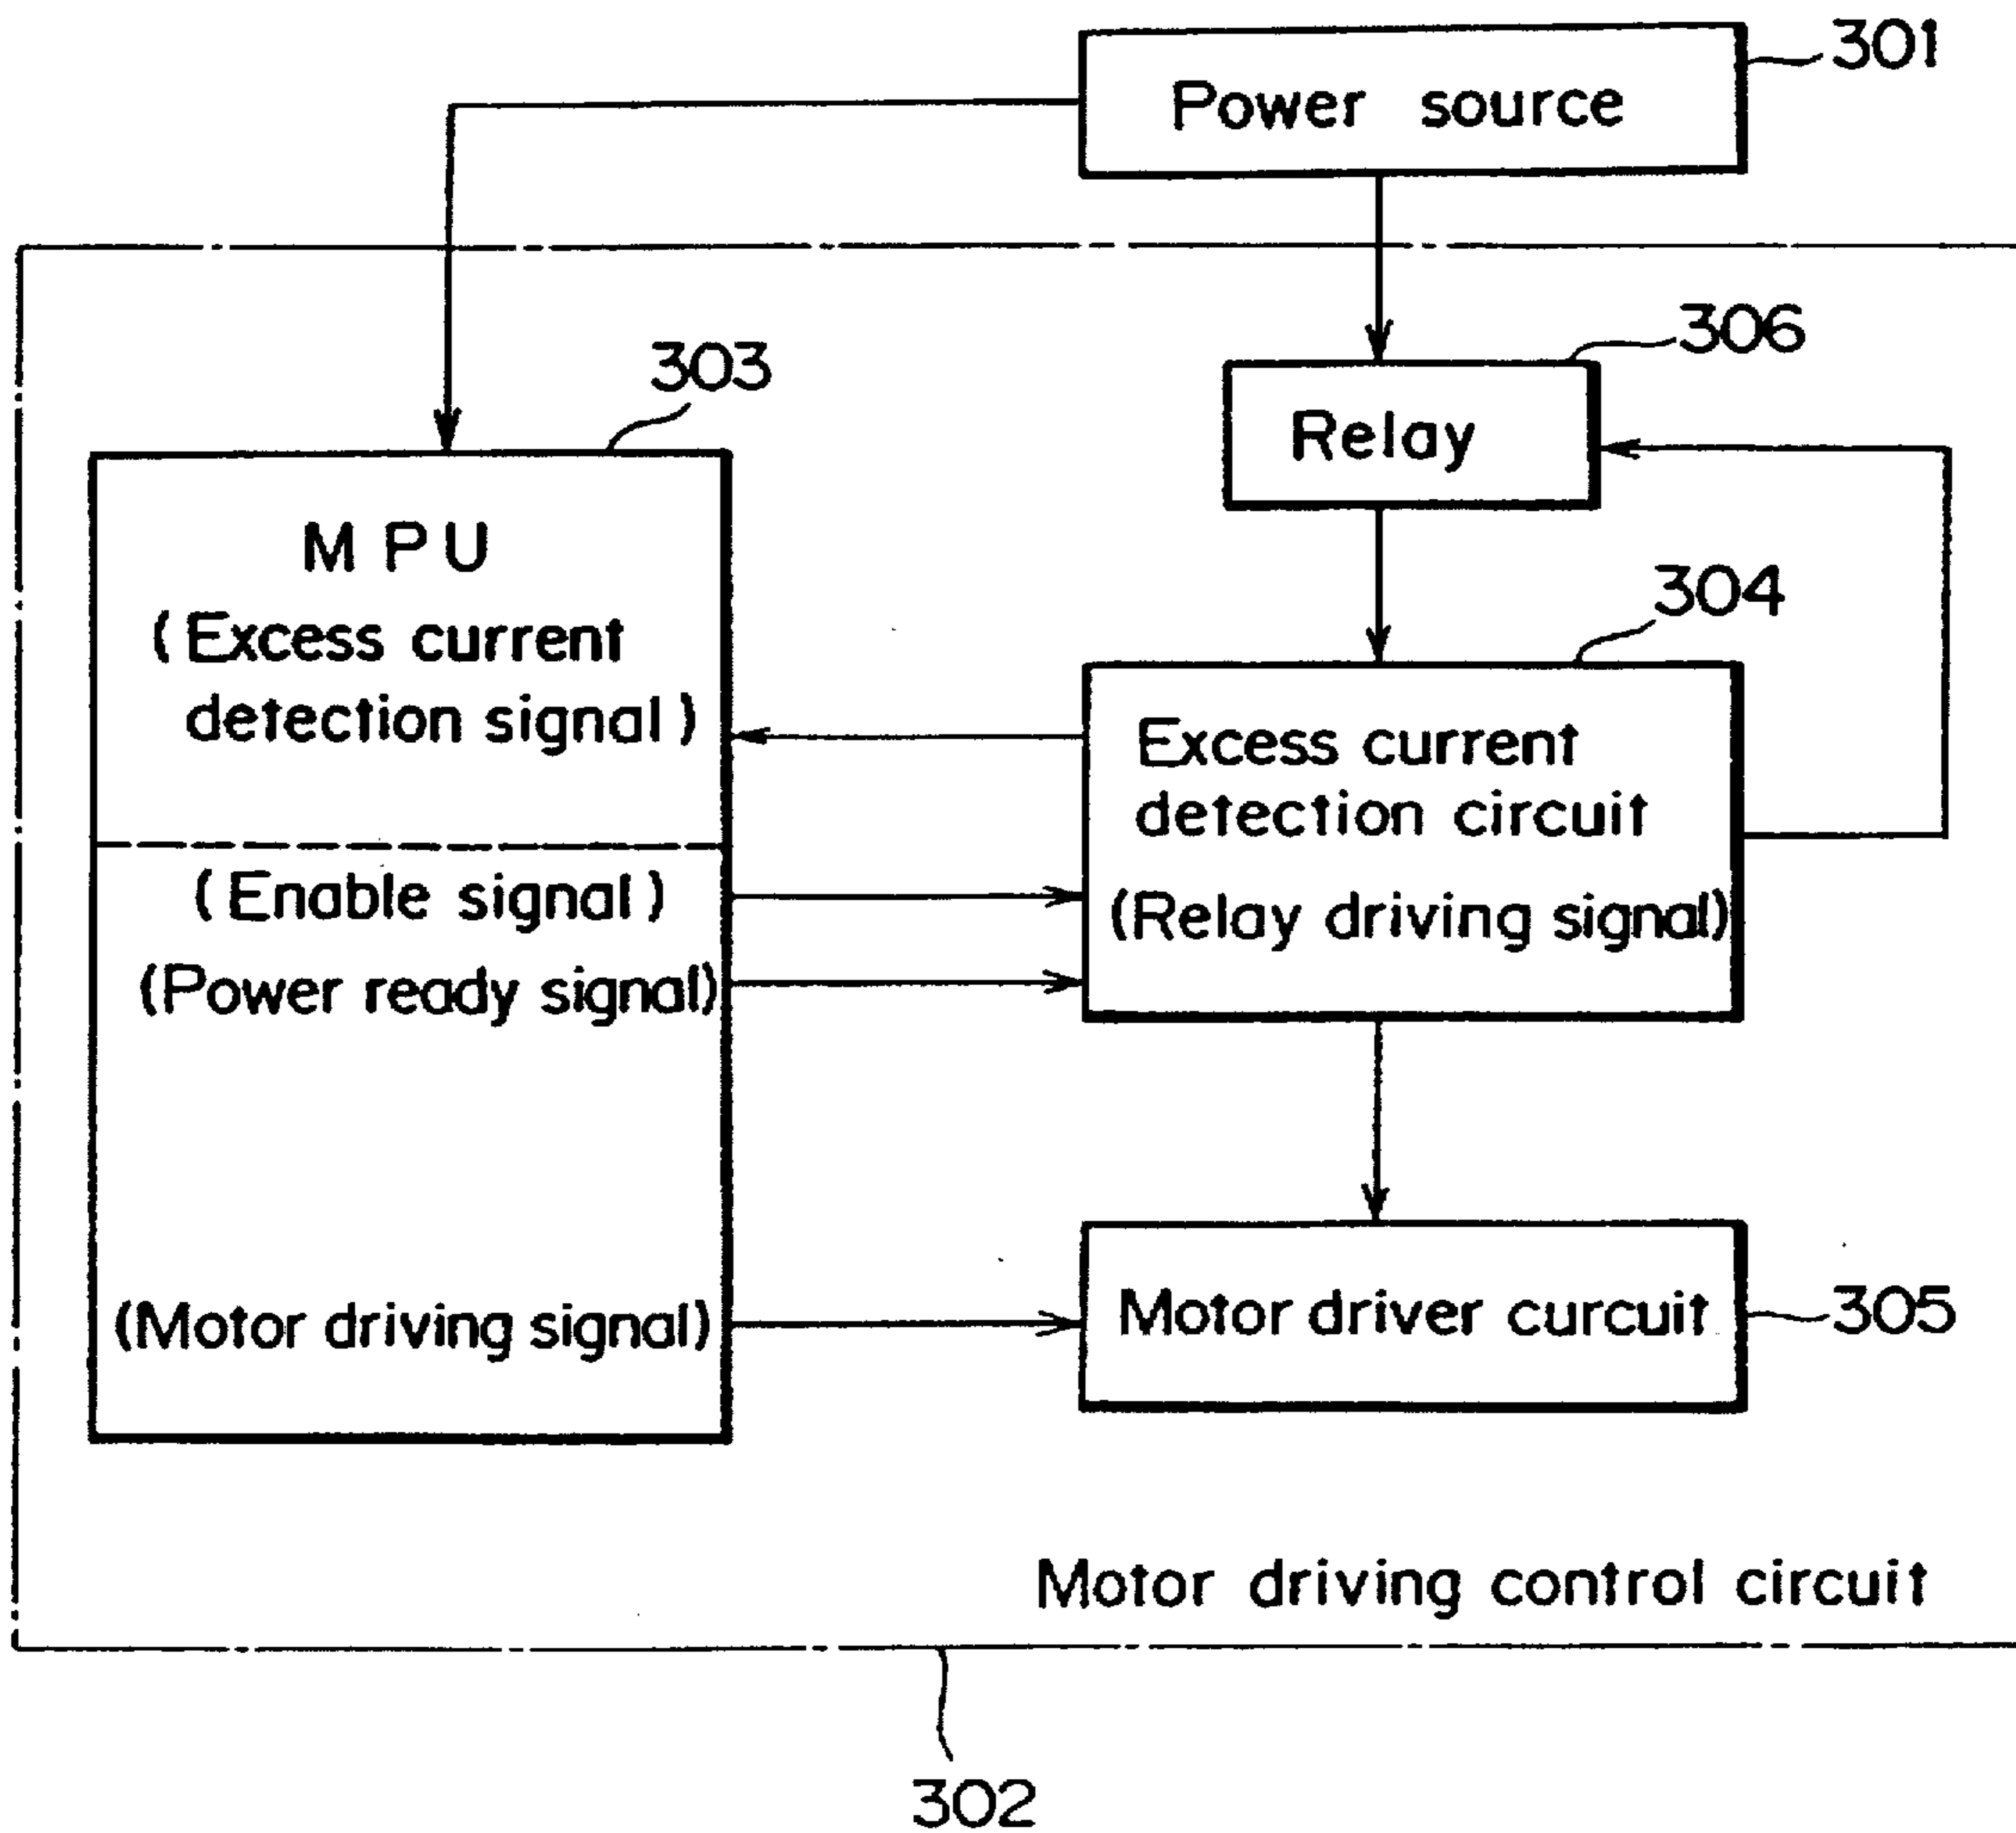 301
Power source
306
Relay
303
MPU
(Excess current
detection signal)
304
Excess current
detection circuit
(Relay driving signal)
(Enable signal)
(Power ready signal)
(Motor driving signal)
Motor driver curcuit
305
Motor driving control circuit
302